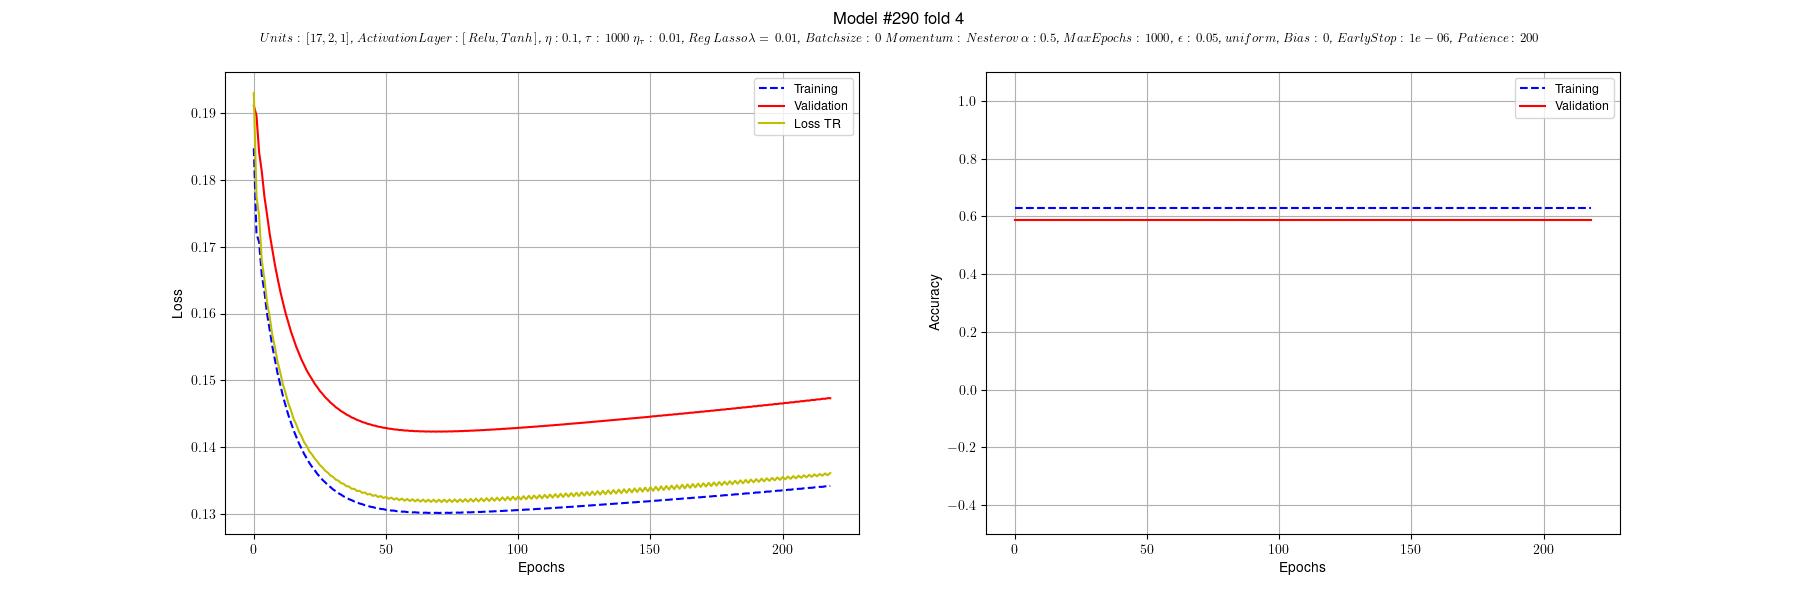 Model #290 fold 4
Units : [17, 2, 1], ActivationLayer : [ Relu, Tanh ], η : 0.1, τ : 1000 ητ : 0.01, Reg Lasso λ = 0.01, Batchsize : 0 Momentum : Nesterov α : 0.5, MaxEpochs : 1000, ϵ : 0.05, uniform, Bias : 0, EarlyStop : 1e − 06, Patience : 200
Training
Validation
Loss TR
0.19
0.18
0.17
0.16
0.15
0.14
0.13
Loss
0 50 100 150 200
Epochs
Training
Validation
1.0
0.8
0.6
0.4
0.2
0.0
−0.2
−0.4
Accuracy
0 50 100 150 200
Epochs